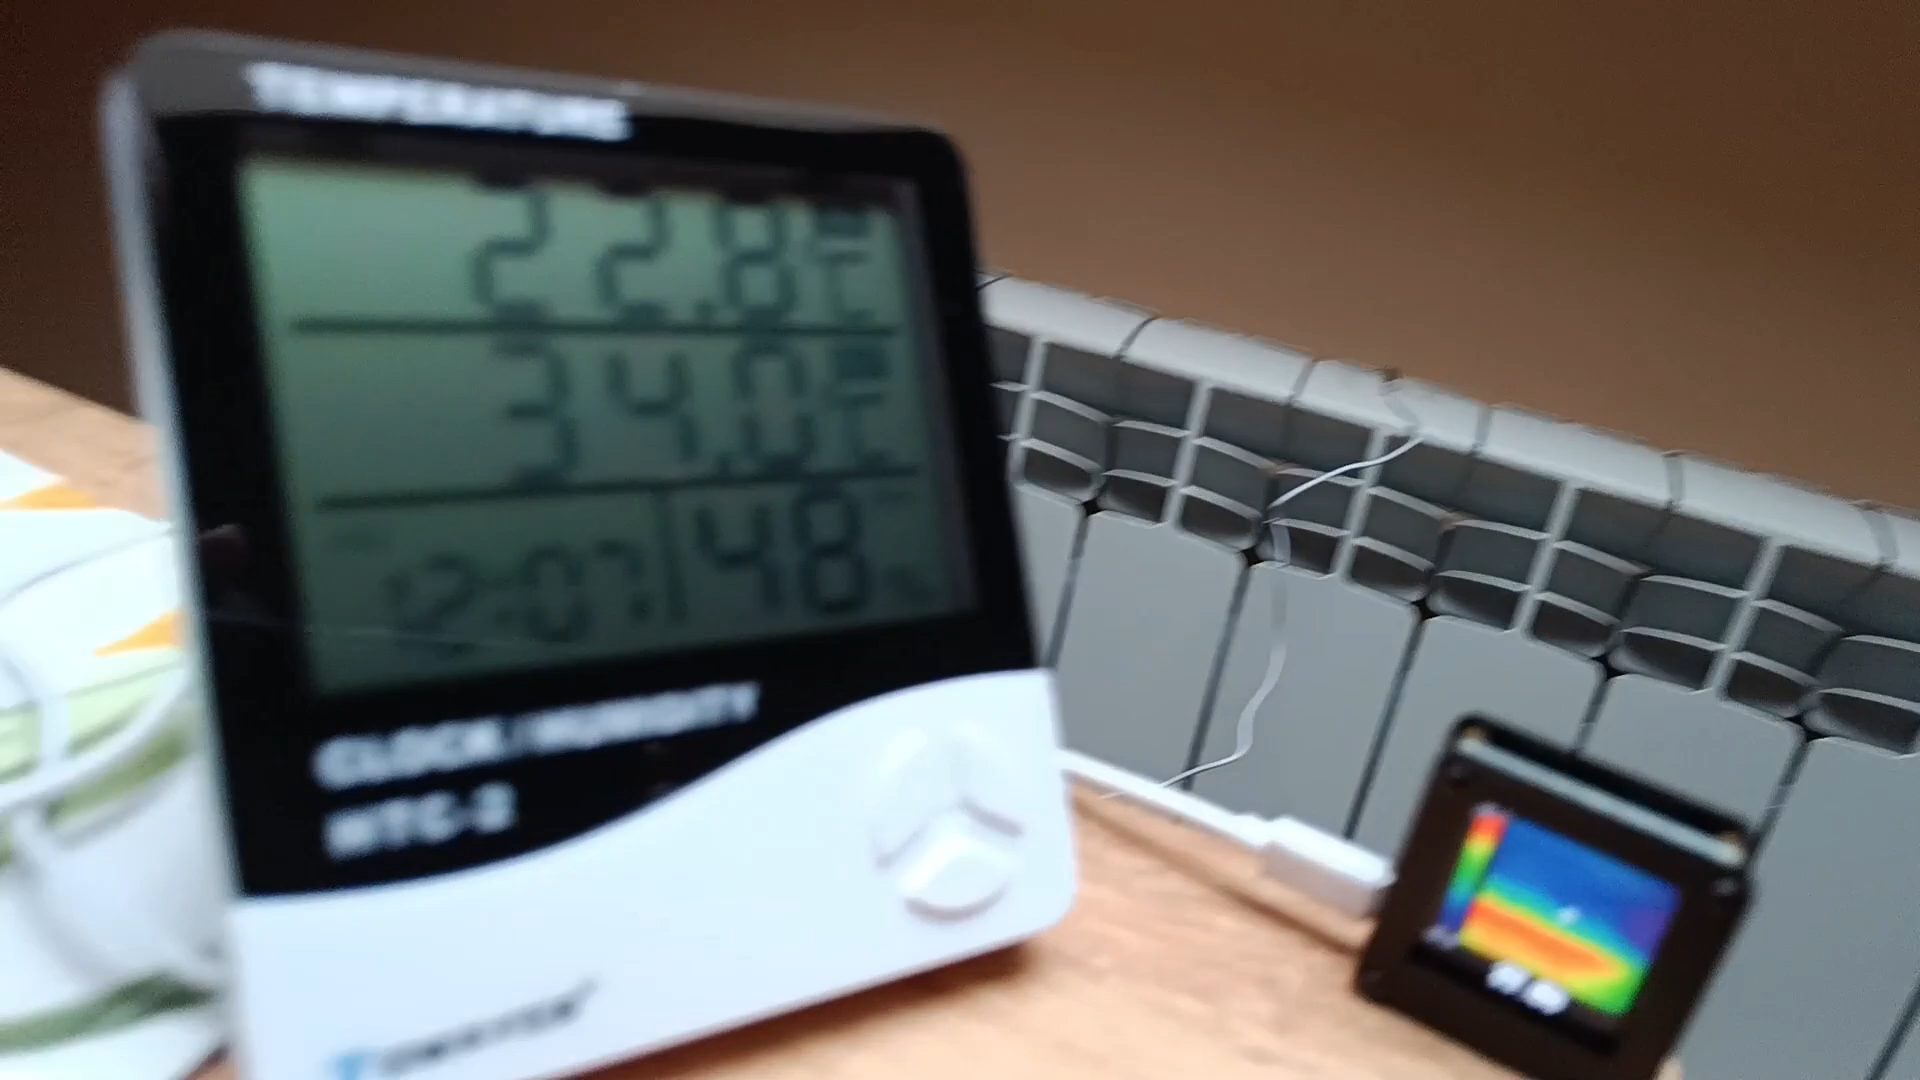 TEMPERATURE
22.8 °C
34.0 °C
12:07 48 %
CLOCK/HUMIDITY
HTC-2